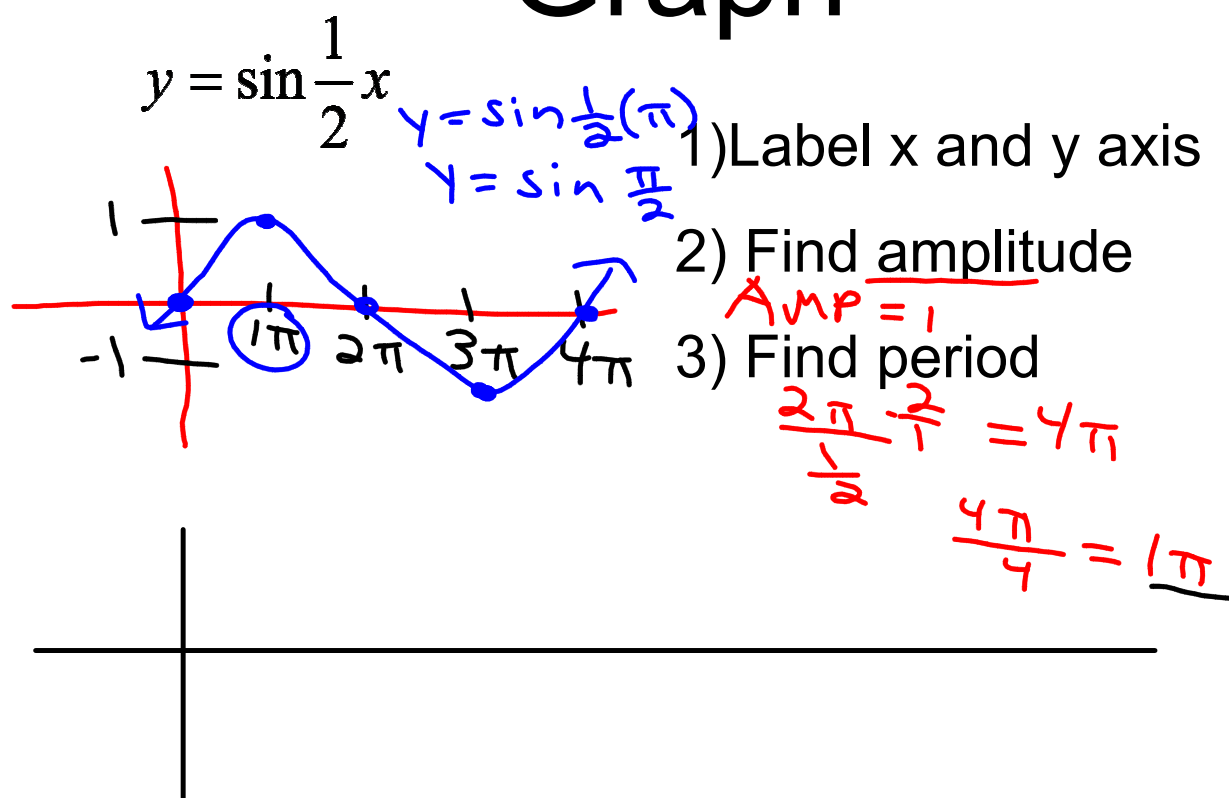 Graph
y = sin 1/2 x
y = sin 1/2 (π)
y = sin π/2
1)Label x and y axis
2) Find amplitude
Amp = 1
3) Find period
2π/(1/2) · 2/1 = 4π
4π/4 = 1π
1
-1
1π 2π 3π 4π